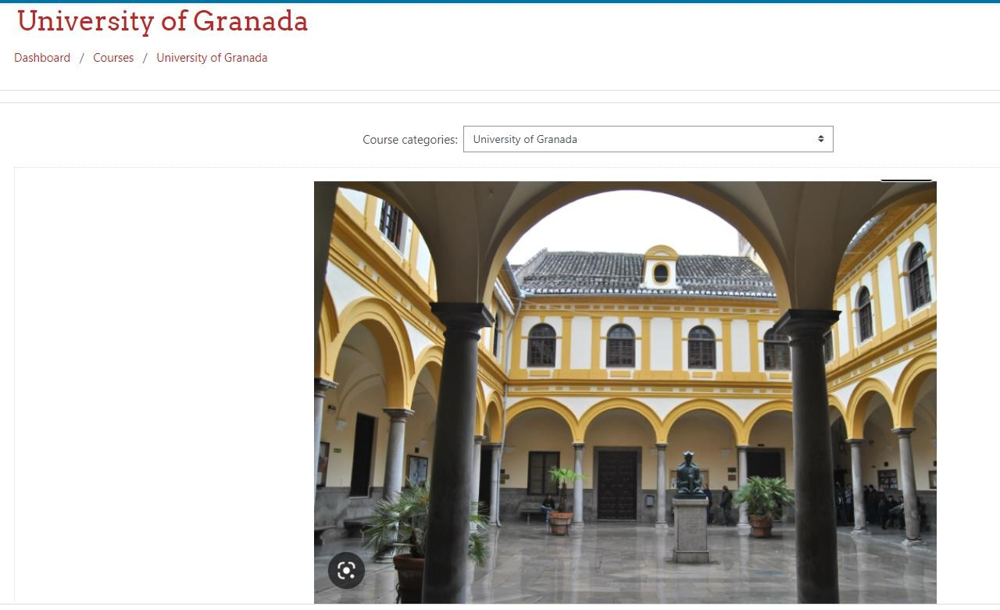 University of Granada
Dashboard / Courses / University of Granada
Course categories: University of Granada